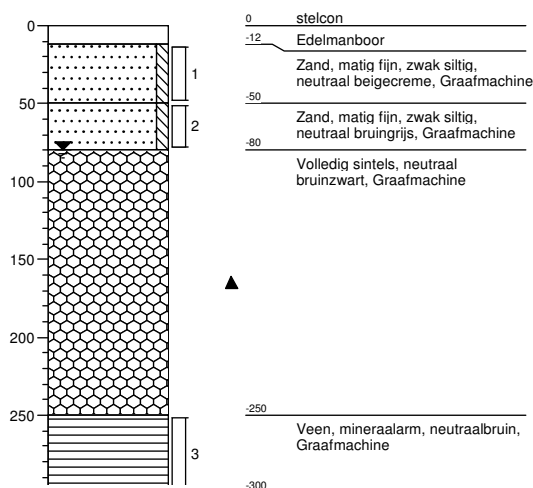 0
0 stelcon
-12 Edelmanboor
Zand, matig fijn, zwak siltig,
neutraal beigecreme, Graafmachine
1
50
-50
Zand, matig fijn, zwak siltig,
neutraal bruingrijs, Graafmachine
2
-80
Volledig sintels, neutraal
bruinzwart, Graafmachine
100
150
200
250
-250
Veen, mineraalarm, neutraalbruin,
Graafmachine
3
-300